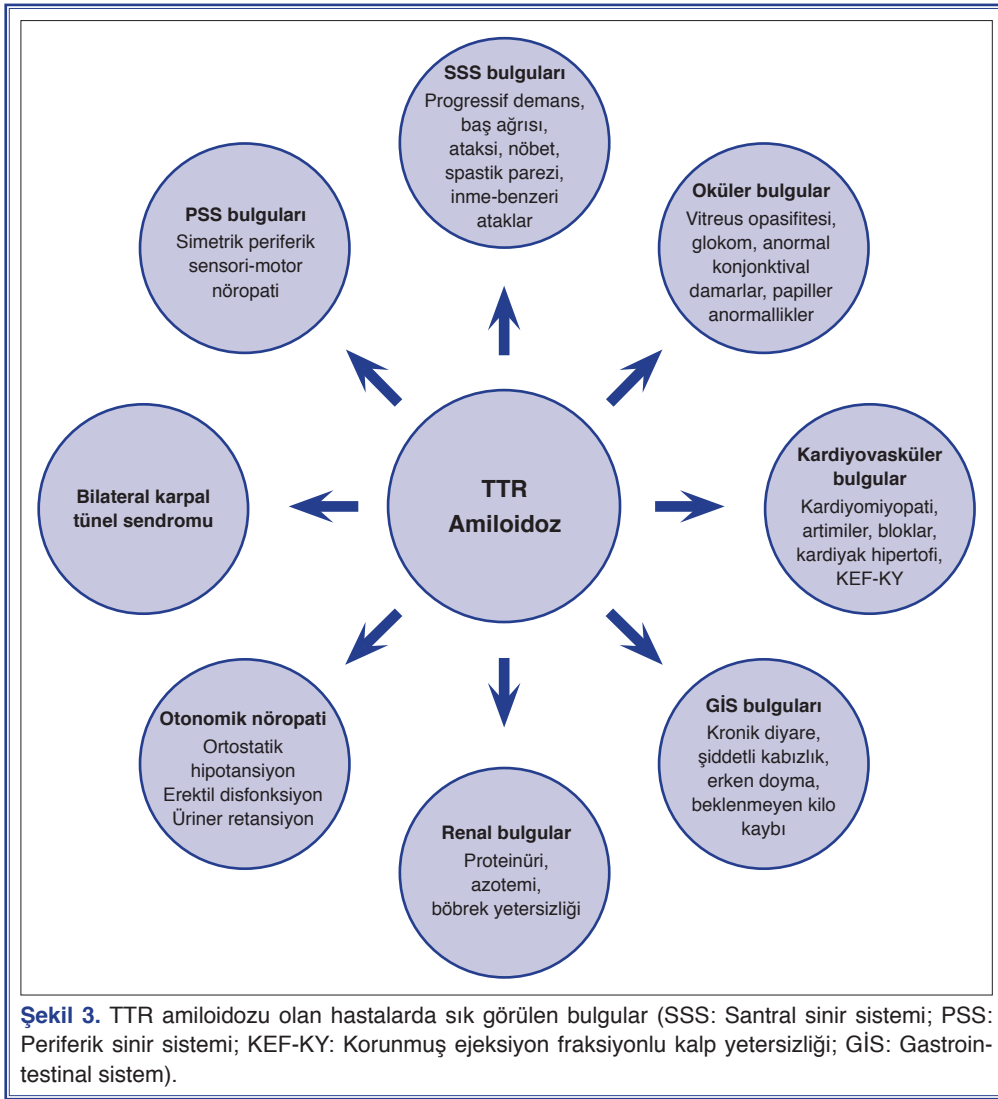 SSS bulguları
Progressif demans,
baş ağrısı,
ataksi, nöbet,
spastik parezi,
inme-benzeri
ataklar
Oküler bulgular
Vitreus opasifitesi,
glokom, anormal
konjonktival
damarlar, papiller
anormallikler
Kardiyovasküler
bulgular
Kardiyomiyopati,
artimiler, bloklar,
kardiyak hipertofi,
KEF-KY
GİS bulguları
Kronik diyare,
şiddetli kabızlık,
erken doyma,
beklenmeyen kilo
kaybı
Renal bulgular
Proteinüri,
azotemi,
böbrek yetersizliği
Otonomik nöropati
Ortostatik
hipotansiyon
Erektil disfonksiyon
Üriner retansiyon
Bilateral karpal
tünel sendromu
PSS bulguları
Simetrik periferik
sensori-motor
nöropati
TTR
Amiloidoz
Şekil 3. TTR amiloidozu olan hastalarda sık görülen bulgular (SSS: Santral sinir sistemi; PSS:
Periferik sinir sistemi; KEF-KY: Korunmuş ejeksiyon fraksiyonlu kalp yetersizliği; GİS: Gastroin-
testinal sistem).